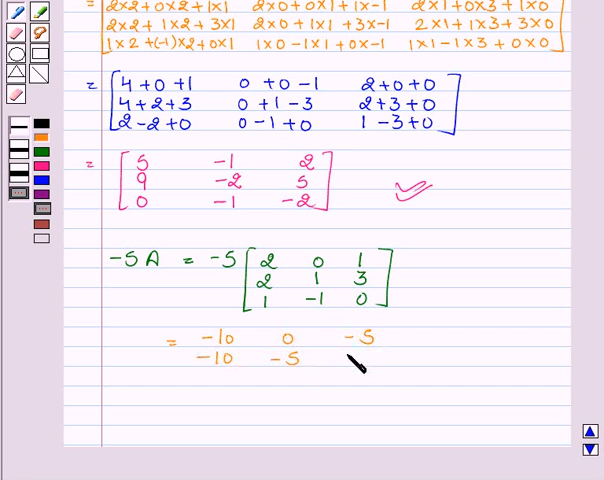 = 2×2+0×2+1×1 2×0+0×1+1×-1 2×1+0×3+1×0
2×2+1×2+3×1 2×0+1×1+3×-1 2×1+1×3+3×0
1×2+(-1)×2+0×1 1×0-1×1+0×-1 1×1-1×3+0×0
= [4+0+1 0+0-1 2+0+0
4+2+3 0+1-3 2+3+0
2-2+0 0-1+0 1-3+0]
= [5 -1 2
9 -2 5
0 -1 -2]
-5A = -5 [2 0 1
2 1 3
1 -1 0]
= -10 0 -5
-10 -5